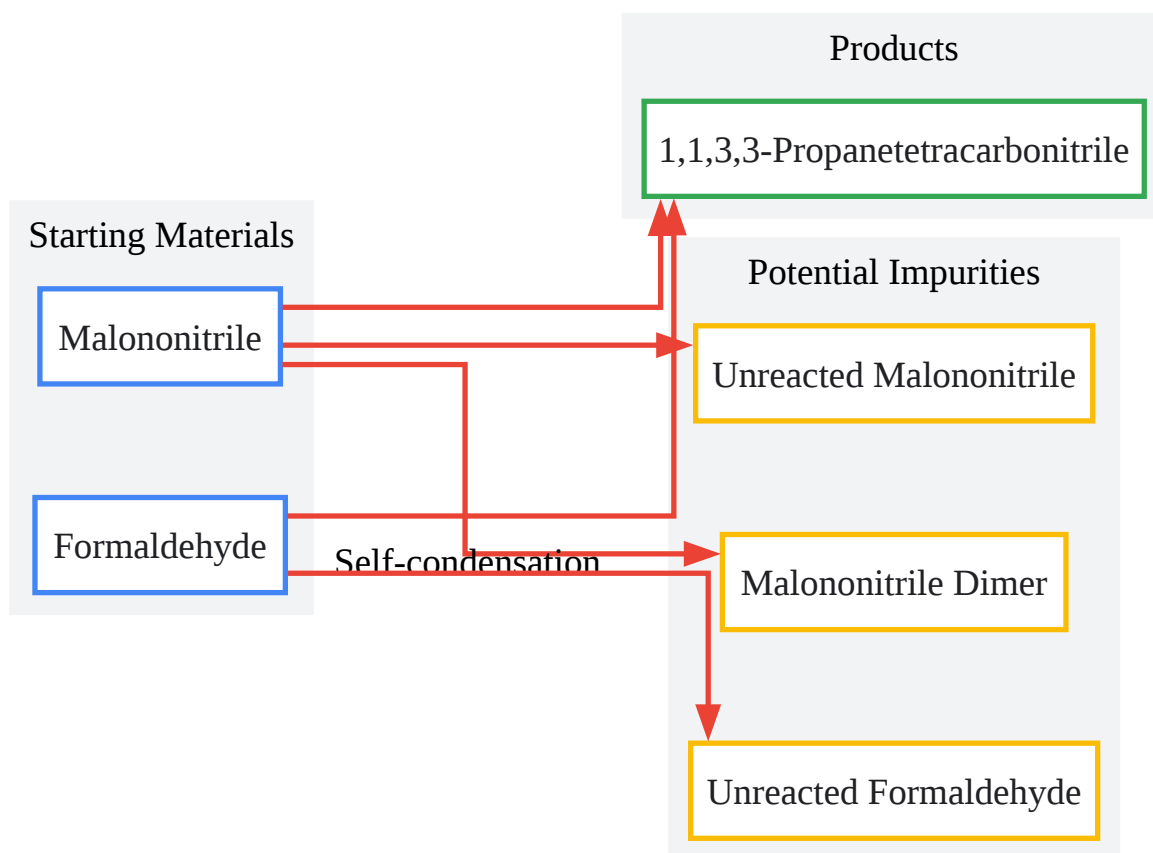 Products
1,1,3,3-Propanetetracarbonitrile
Starting Materials
Malononitrile
Potential Impurities
Unreacted Malononitrile
Formaldehyde
Self-condensation
Malononitrile Dimer
Unreacted Formaldehyde